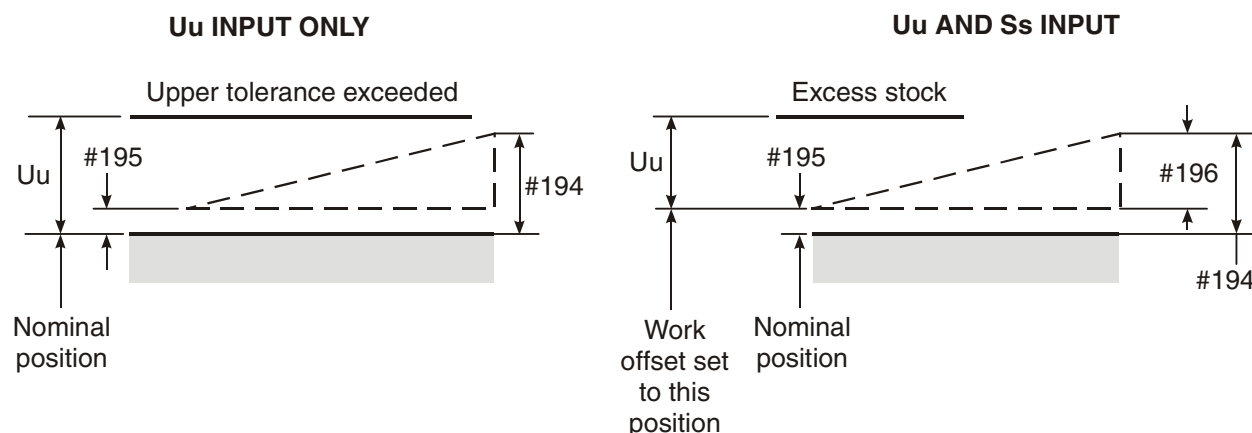 Uu INPUT ONLY
Upper tolerance exceeded
Uu
#195
#194
Nominal
position
Uu AND Ss INPUT
Excess stock
Uu
#195
#196
#194
Work
offset set
to this
position
Nominal
position